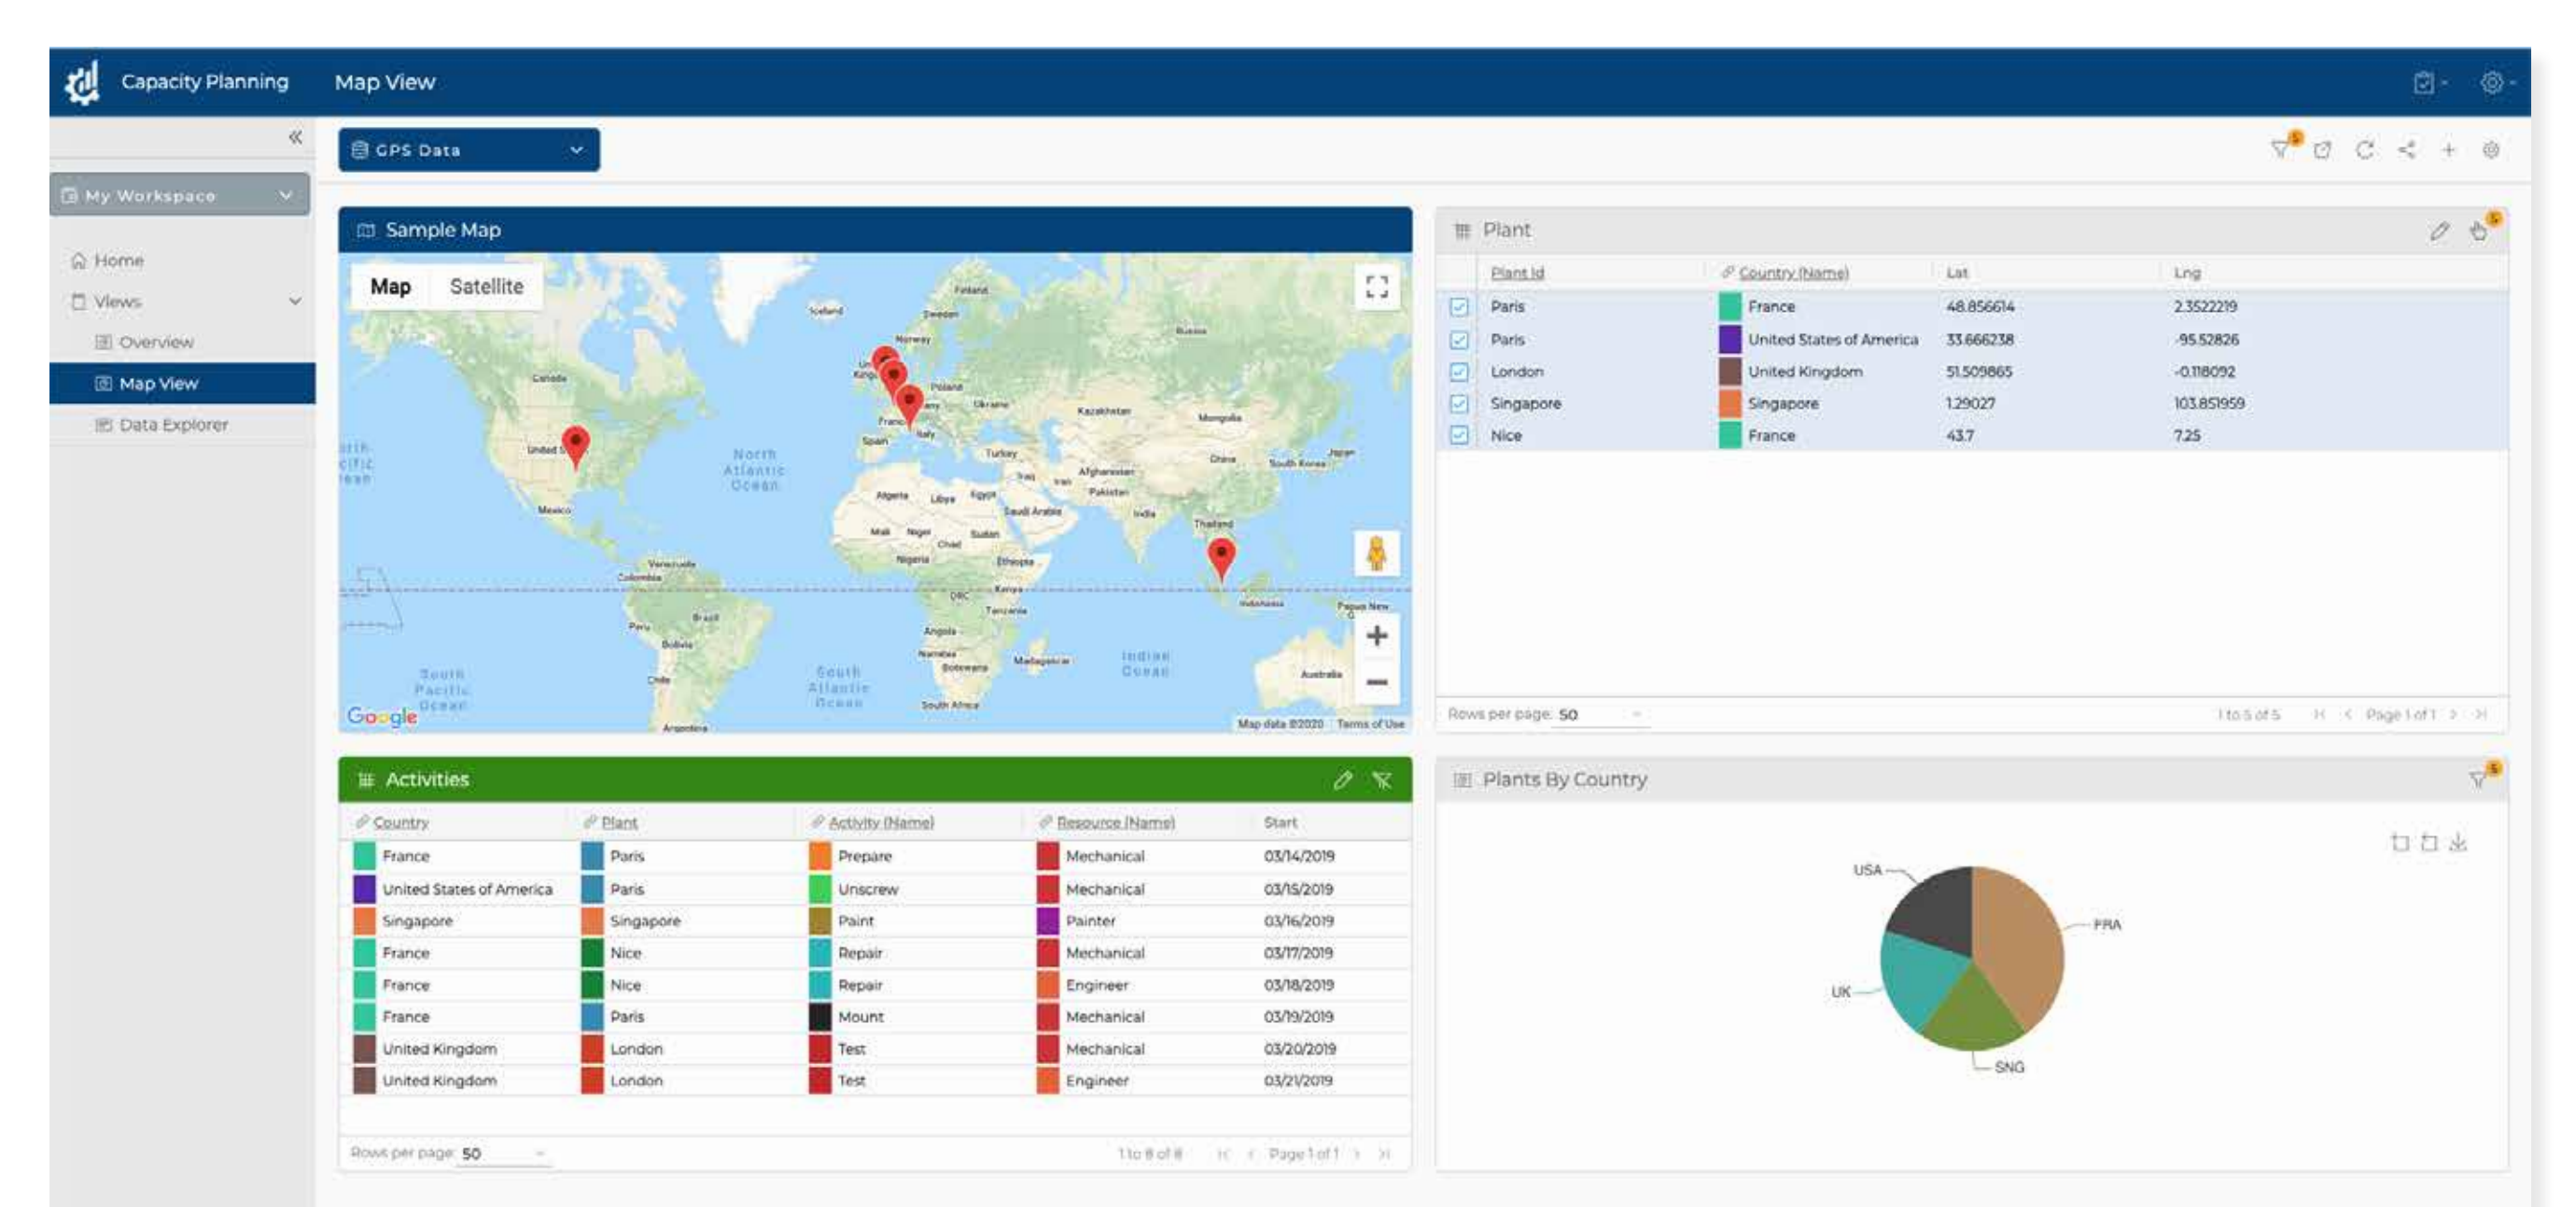 Capacity Planning
Map View
GPS Data
5
My Workspace
Home
Views
Overview
Map View
Data Explorer
Sample Map
Map
Satellite
Iceland
Finland
Sweden
Norway
Russia
Canada
Poland
Ukraine
Kazakhstan
Mongolia
Spain
Italy
Turkey
North
Atlantic
Ocean
Iraq
Iran
Afghanistan
China
South Korea
Japan
Pakistan
Mexico
Algeria
Libya
Egypt
Saudi Arabia
India
Thailand
Mali
Niger
Chad
Sudan
Nigeria
Ethiopia
Venezuela
Colombia
DRC
Kenya
Tanzania
Indonesia
Papua New
G
Peru
Brazil
Bolivia
Angola
Namibia
Botswana
Madagascar
Indian
Ocean
South
Pacific
Ocean
Chile
South
Atlantic
Ocean
Australia
South Africa
Argentina
Google
Map data ©2020
Terms of Use
Plant
5
Plant Id
Country (Name)
Lat
Lng
Paris France 48.856614 2.3522219
Paris United States of America 33.666238 -95.52826
London United Kingdom 51.509865 -0.118092
Singapore Singapore 1.29027 103.851959
Nice France 43.7 7.25
Rows per page: 50
1 to 5 of 5
Page 1 of 1
Activities
Country Plant Activity (Name) Resource (Name) Start
France Paris Prepare Mechanical 03/14/2019
United States of America Paris Unscrew Mechanical 03/15/2019
Singapore Singapore Paint Painter 03/16/2019
France Nice Repair Mechanical 03/17/2019
France Nice Repair Engineer 03/18/2019
France Paris Mount Mechanical 03/19/2019
United Kingdom London Test Mechanical 03/20/2019
United Kingdom London Test Engineer 03/21/2019
Rows per page: 50
1 to 8 of 8
Page 1 of 1
Plants By Country
5
USA
FRA
UK
SNG